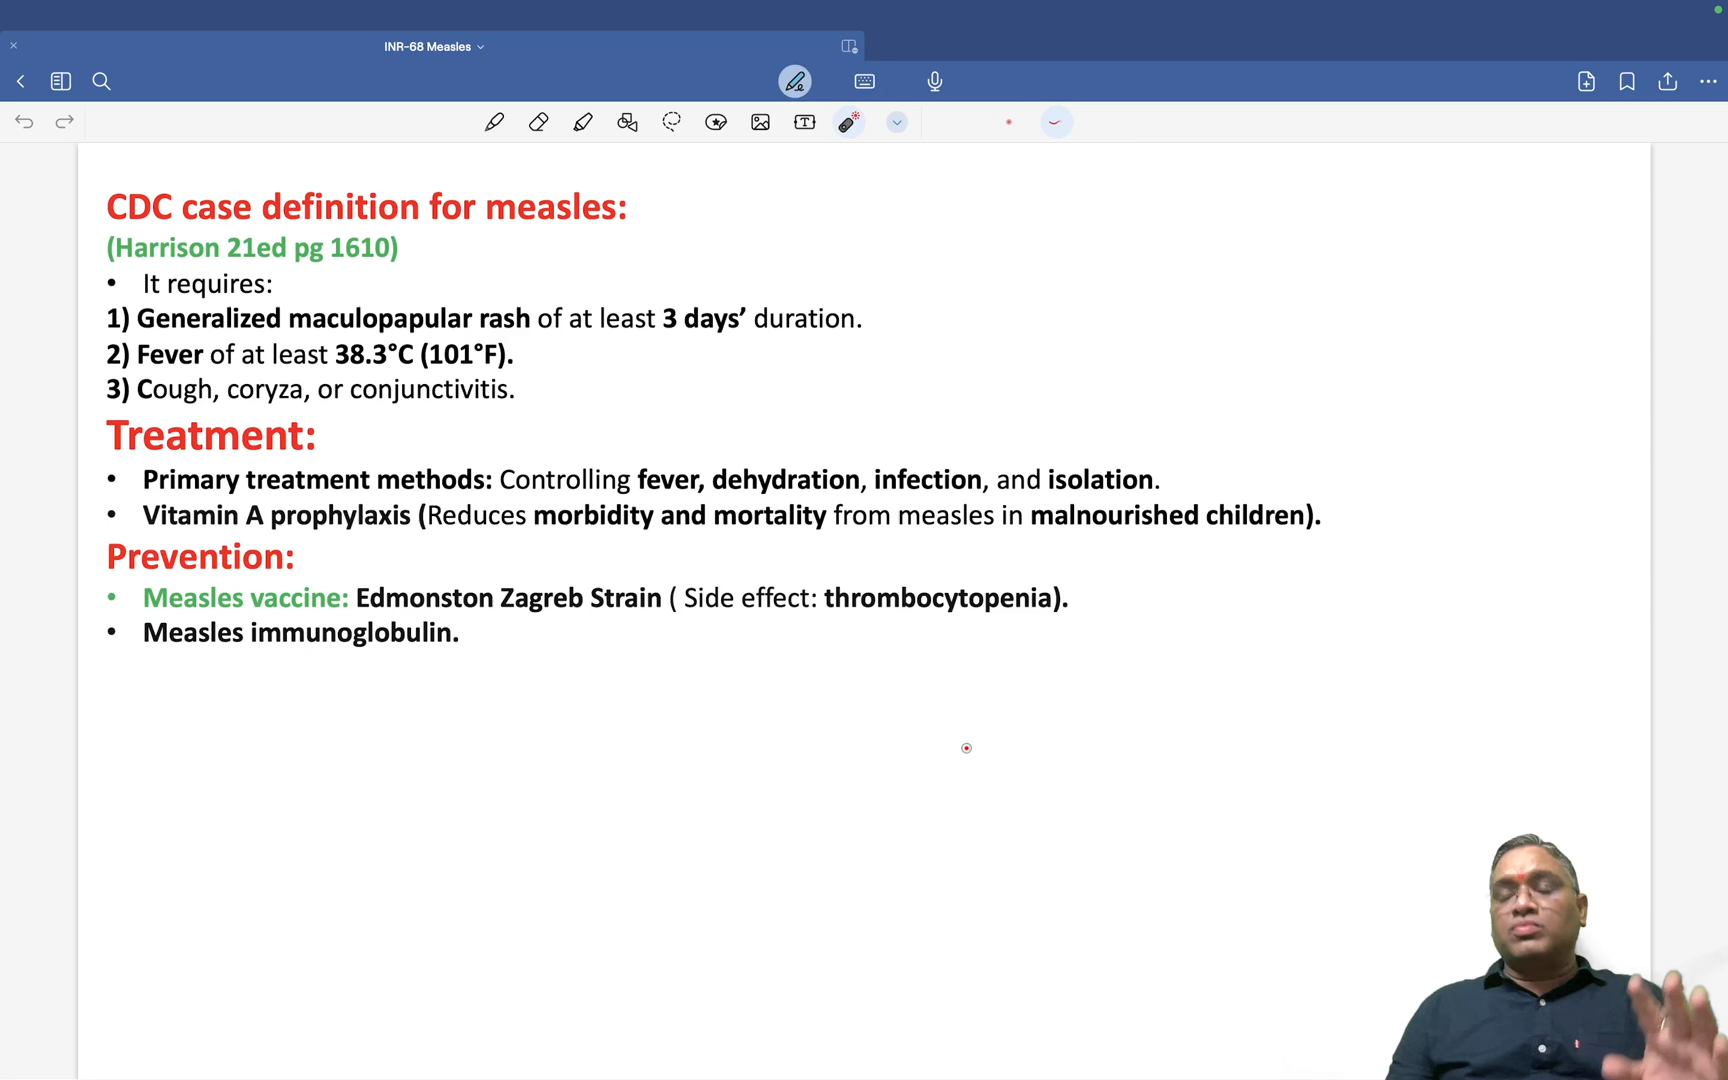 INR-68 Measles
CDC case definition for measles:
(Harrison 21ed pg 1610)
• It requires:
1) Generalized maculopapular rash of at least 3 days’ duration.
2) Fever of at least 38.3°C (101°F).
3) Cough, coryza, or conjunctivitis.
Treatment:
• Primary treatment methods: Controlling fever, dehydration, infection, and isolation.
• Vitamin A prophylaxis (Reduces morbidity and mortality from measles in malnourished children).
Prevention:
• Measles vaccine: Edmonston Zagreb Strain ( Side effect: thrombocytopenia).
• Measles immunoglobulin.